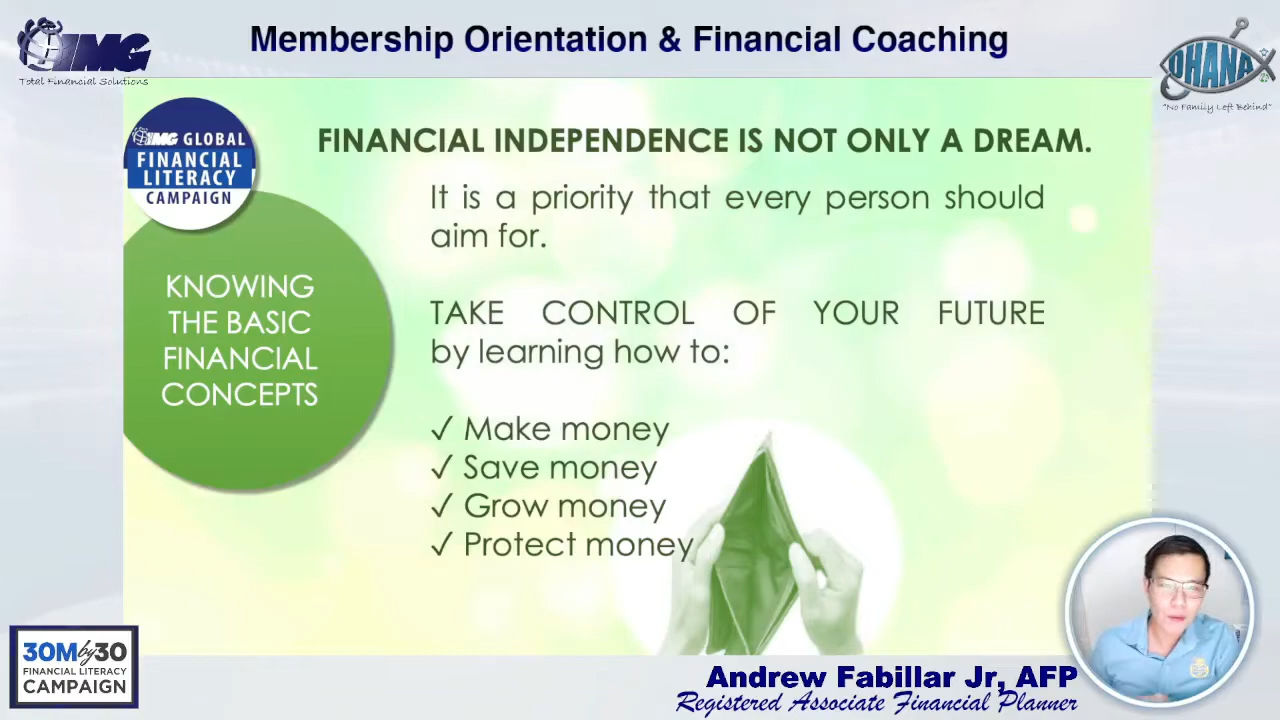 IMG
Total Financial Solutions
Membership Orientation & Financial Coaching
OHANA
"No Family Left Behind"
IMG GLOBAL
FINANCIAL
LITERACY
CAMPAIGN
KNOWING
THE BASIC
FINANCIAL
CONCEPTS
FINANCIAL INDEPENDENCE IS NOT ONLY A DREAM.
It is a priority that every person should
aim for.
TAKE CONTROL OF YOUR FUTURE
by learning how to:
✓ Make money
✓ Save money
✓ Grow money
✓ Protect money
30M by 30
FINANCIAL LITERACY
CAMPAIGN
Andrew Fabillar Jr, AFP
Registered Associate Financial Planner